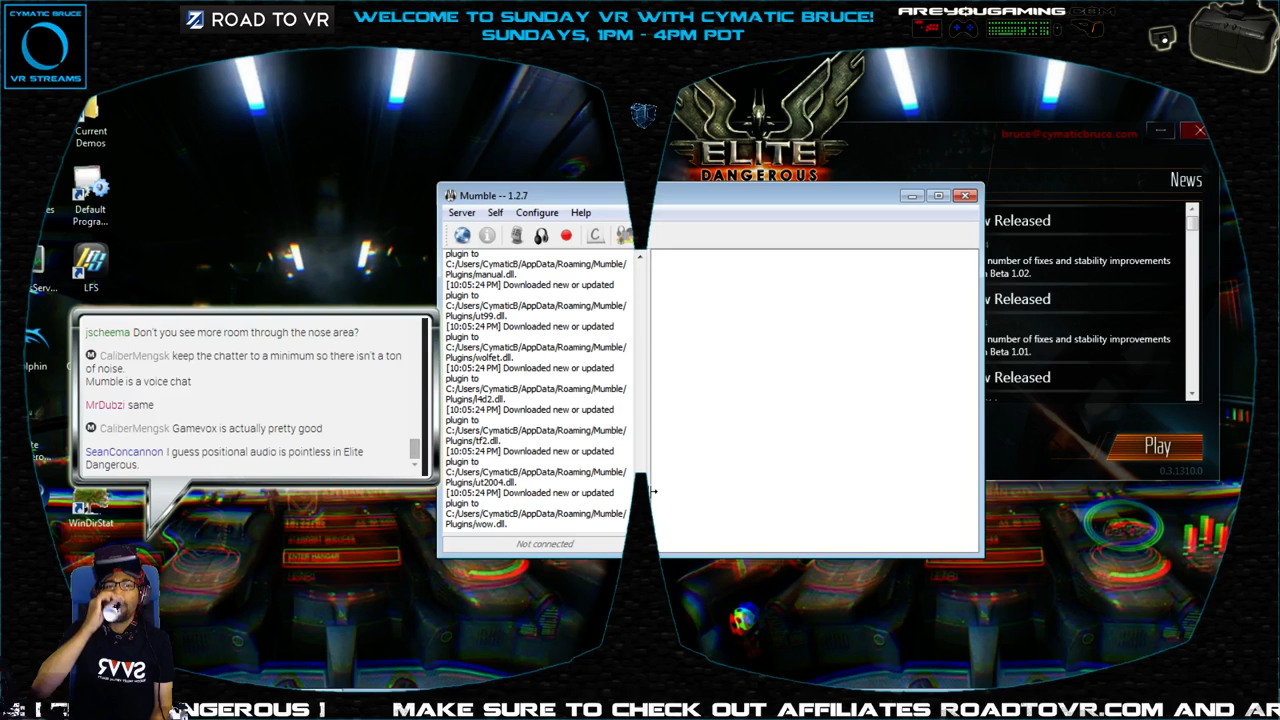 CYMATIC BRUCE
VR STREAMS
ROAD TO VR
WELCOME TO SUNDAY VR WITH CYMATIC BRUCE!
SUNDAYS, 1PM - 4PM PDT
AREYOUGAMING.COM
Current
Demos
Default
Progra...
es
LFS
Serv...
WinDirStat
ELITE
DANGEROUS
bruce@cymaticbruce.com
News
w Released
number of fixes and stability improvements
Beta 1.02.
w Released
number of fixes and stability improvements
Beta 1.01.
w Released
Play
0.3.1310.0
Mumble -- 1.2.7
Server Self Configure Help
plugin to
C:/Users/CymaticB/AppData/Roaming/Mumble/
Plugins/manual.dll.
[10:05:24 PM] Downloaded new or updated
plugin to
C:/Users/CymaticB/AppData/Roaming/Mumble/
Plugins/ut99.dll.
[10:05:24 PM] Downloaded new or updated
plugin to
C:/Users/CymaticB/AppData/Roaming/Mumble/
Plugins/wolfet.dll.
[10:05:24 PM] Downloaded new or updated
plugin to
C:/Users/CymaticB/AppData/Roaming/Mumble/
Plugins/l4d2.dll.
[10:05:24 PM] Downloaded new or updated
plugin to
C:/Users/CymaticB/AppData/Roaming/Mumble/
Plugins/tf2.dll.
[10:05:24 PM] Downloaded new or updated
plugin to
C:/Users/CymaticB/AppData/Roaming/Mumble/
Plugins/ut2004.dll.
[10:05:24 PM] Downloaded new or updated
plugin to
C:/Users/CymaticB/AppData/Roaming/Mumble/
Plugins/wow.dll.
Not connected
jscheema Don't you see more room through the nose area?
CaliberMengsk keep the chatter to a minimum so there isn't a ton
of noise.
Mumble is a voice chat
MrDubzi same
CaliberMengsk Gamevox is actually pretty good
SeanConcannon I guess positional audio is pointless in Elite
Dangerous.
ENTER HANGAR
SVVR
NGEROUS ] MAKE SURE TO CHECK OUT AFFILIATES ROADTOVR.COM AND AR